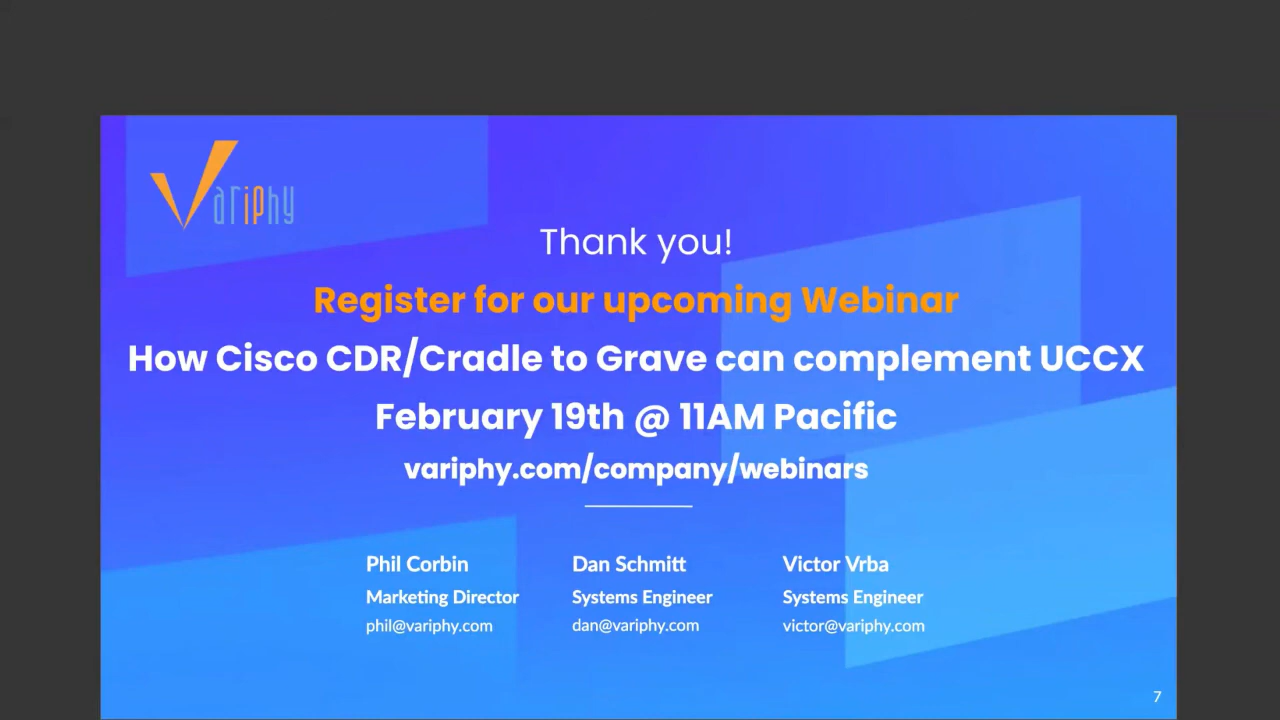 Variphy
Thank you!
Register for our upcoming Webinar
How Cisco CDR/Cradle to Grave can complement UCCX
February 19th @ 11AM Pacific
variphy.com/company/webinars
Phil Corbin
Marketing Director
phil@variphy.com
Dan Schmitt
Systems Engineer
dan@variphy.com
Victor Vrba
Systems Engineer
victor@variphy.com
7